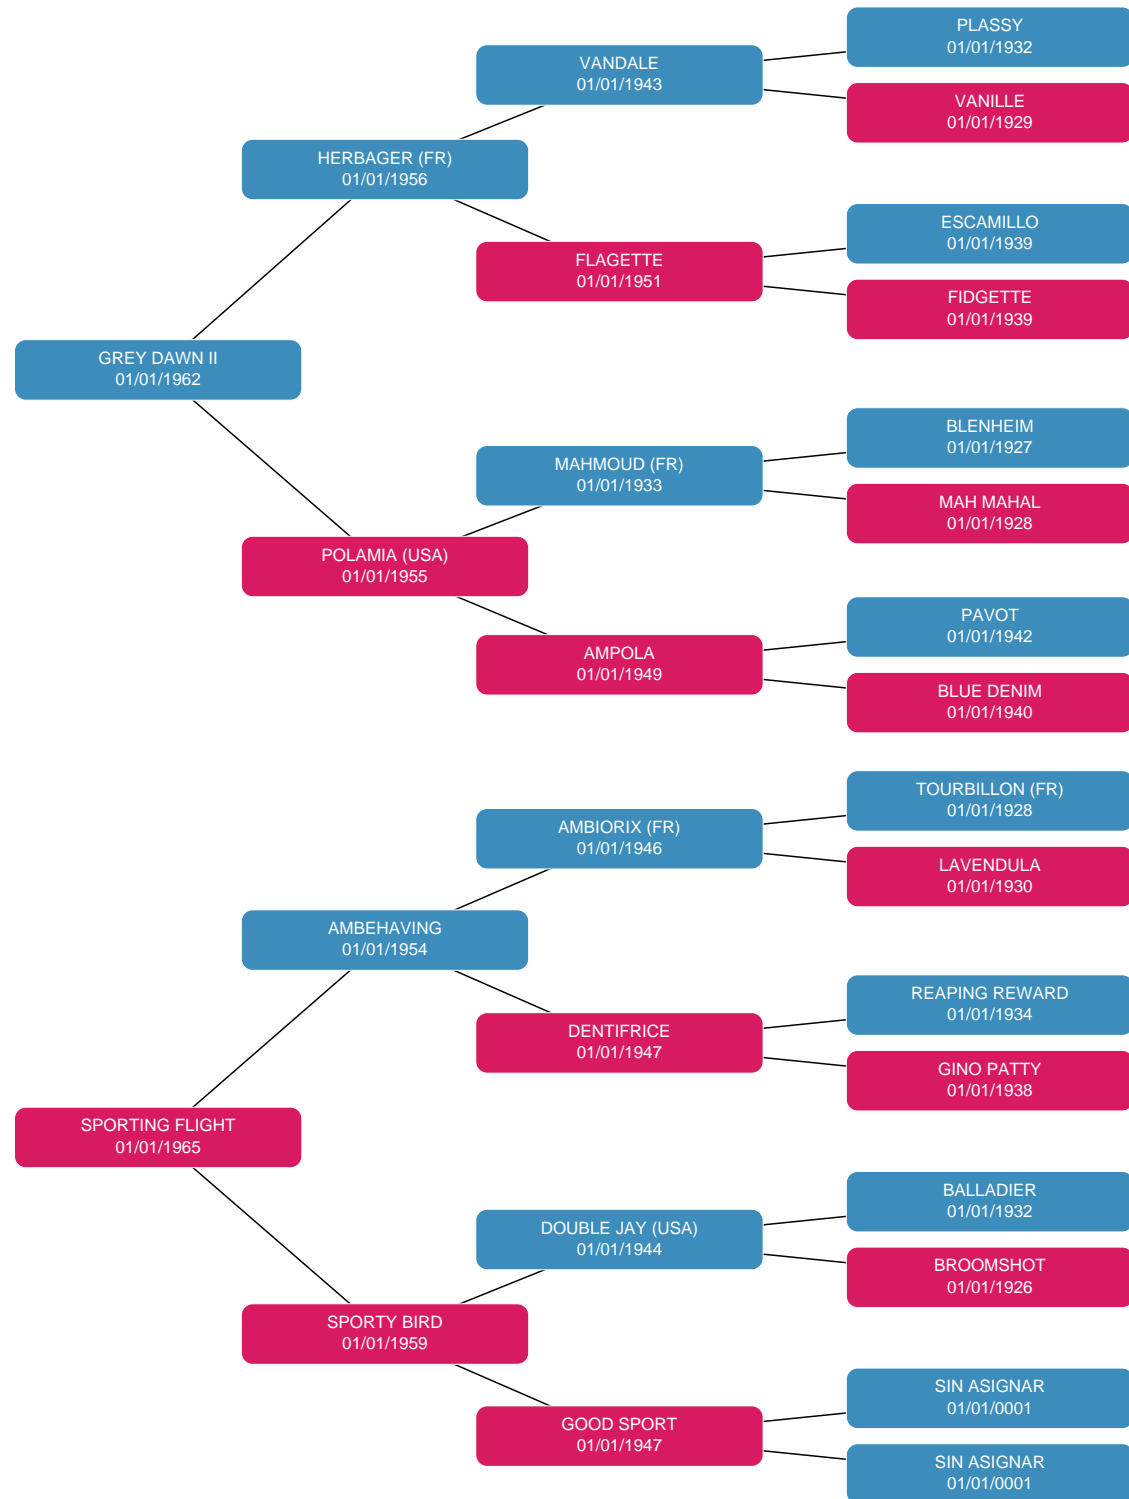 PLASSY
01/01/1932
VANDALE
01/01/1943
VANILLE
01/01/1929
HERBAGER (FR)
01/01/1956
ESCAMILLO
01/01/1939
FLAGETTE
01/01/1951
FIDGETTE
01/01/1939
GREY DAWN II
01/01/1962
BLENHEIM
01/01/1927
MAHMOUD (FR)
01/01/1933
MAH MAHAL
01/01/1928
POLAMIA (USA)
01/01/1955
PAVOT
01/01/1942
AMPOLA
01/01/1949
BLUE DENIM
01/01/1940
TOURBILLON (FR)
01/01/1928
AMBIORIX (FR)
01/01/1946
LAVENDULA
01/01/1930
AMBEHAVING
01/01/1954
REAPING REWARD
01/01/1934
DENTIFRICE
01/01/1947
GINO PATTY
01/01/1938
SPORTING FLIGHT
01/01/1965
BALLADIER
01/01/1932
DOUBLE JAY (USA)
01/01/1944
BROOMSHOT
01/01/1926
SPORTY BIRD
01/01/1959
SIN ASIGNAR
01/01/0001
GOOD SPORT
01/01/1947
SIN ASIGNAR
01/01/0001